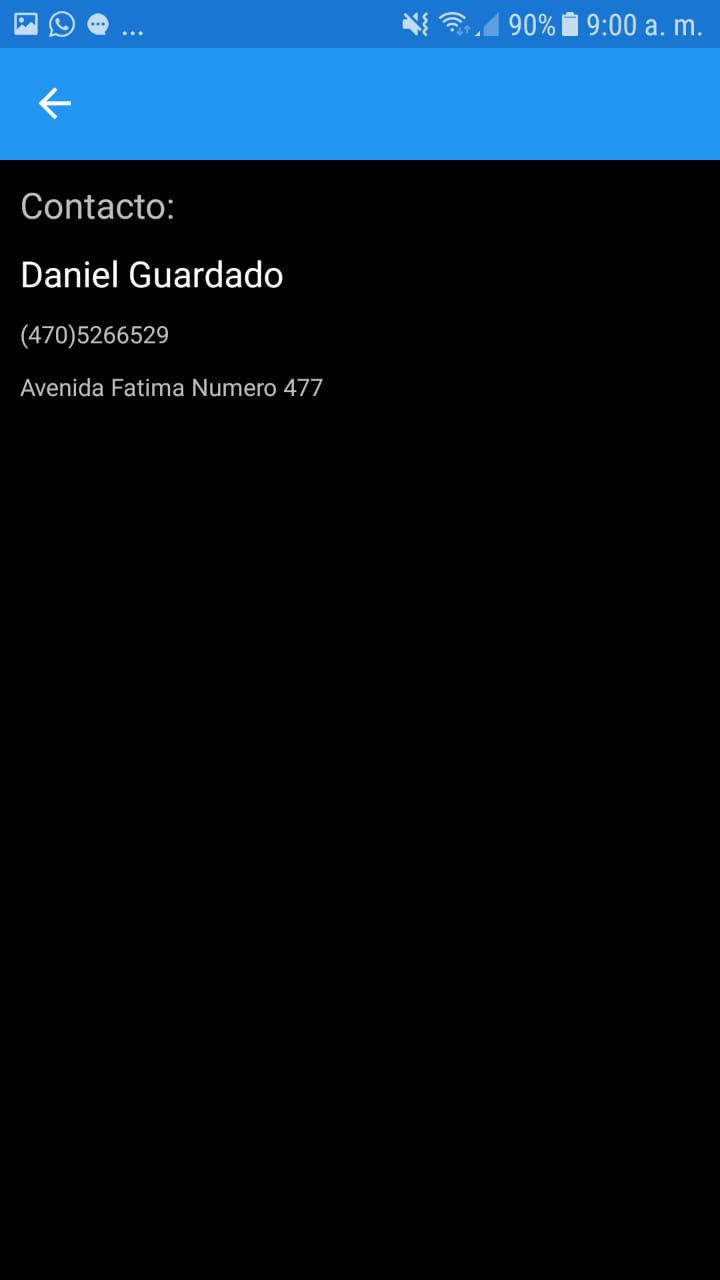 ... 90% 9:00 a. m.
Contacto:
Daniel Guardado
(470)5266529
Avenida Fatima Numero 477